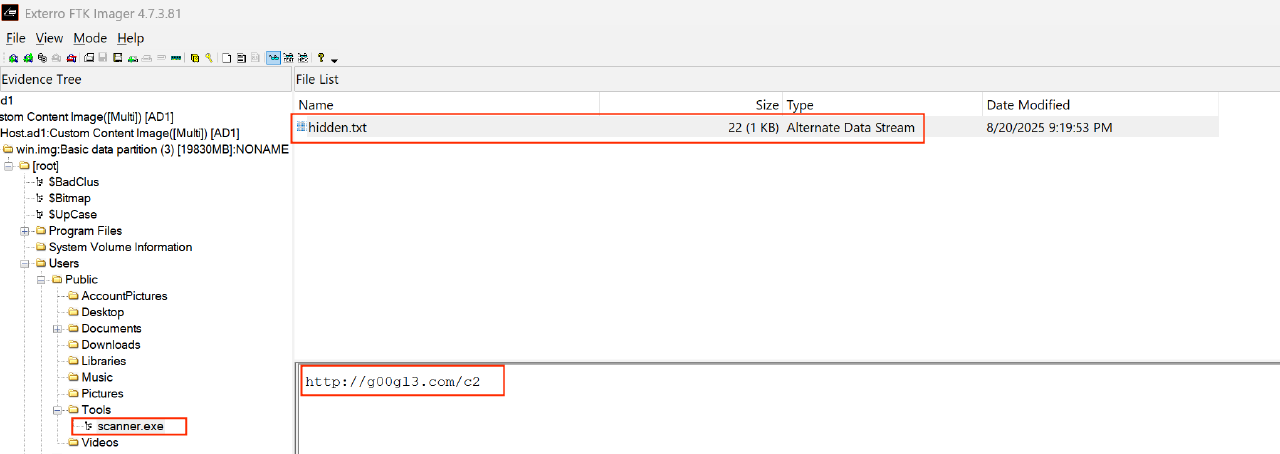 Exterro FTK Imager 4.7.3.81
File View Mode Help
Evidence Tree
File List
d1
stom Content Image([Multi]) [AD1]
Host.ad1:Custom Content Image([Multi]) [AD1]
win.img:Basic data partition (3) [19830MB]:NONAME
[root]
$BadClus
$Bitmap
$UpCase
Program Files
System Volume Information
Users
Public
AccountPictures
Desktop
Documents
Downloads
Libraries
Music
Pictures
Tools
scanner.exe
Videos
Name Size Type Date Modified
hidden.txt 22 (1 KB) Alternate Data Stream 8/20/2025 9:19:53 PM
http://g00gl3.com/c2